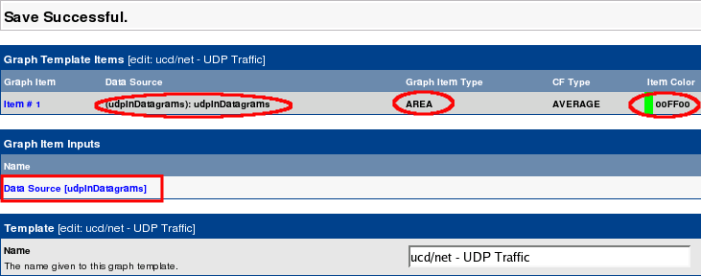 Save Successful.
Graph Template Items [edit: ucd/net - UDP Traffic]
Graph Item Data Source Graph Item Type CF Type Item Color
Item # 1 (udpInDatagrams): udpInDatagrams AREA AVERAGE 00FF00
Graph Item Inputs
Name
Data Source [udpInDatagrams]
Template [edit: ucd/net - UDP Traffic]
Name
The name given to this graph template.
ucd/net - UDP Traffic